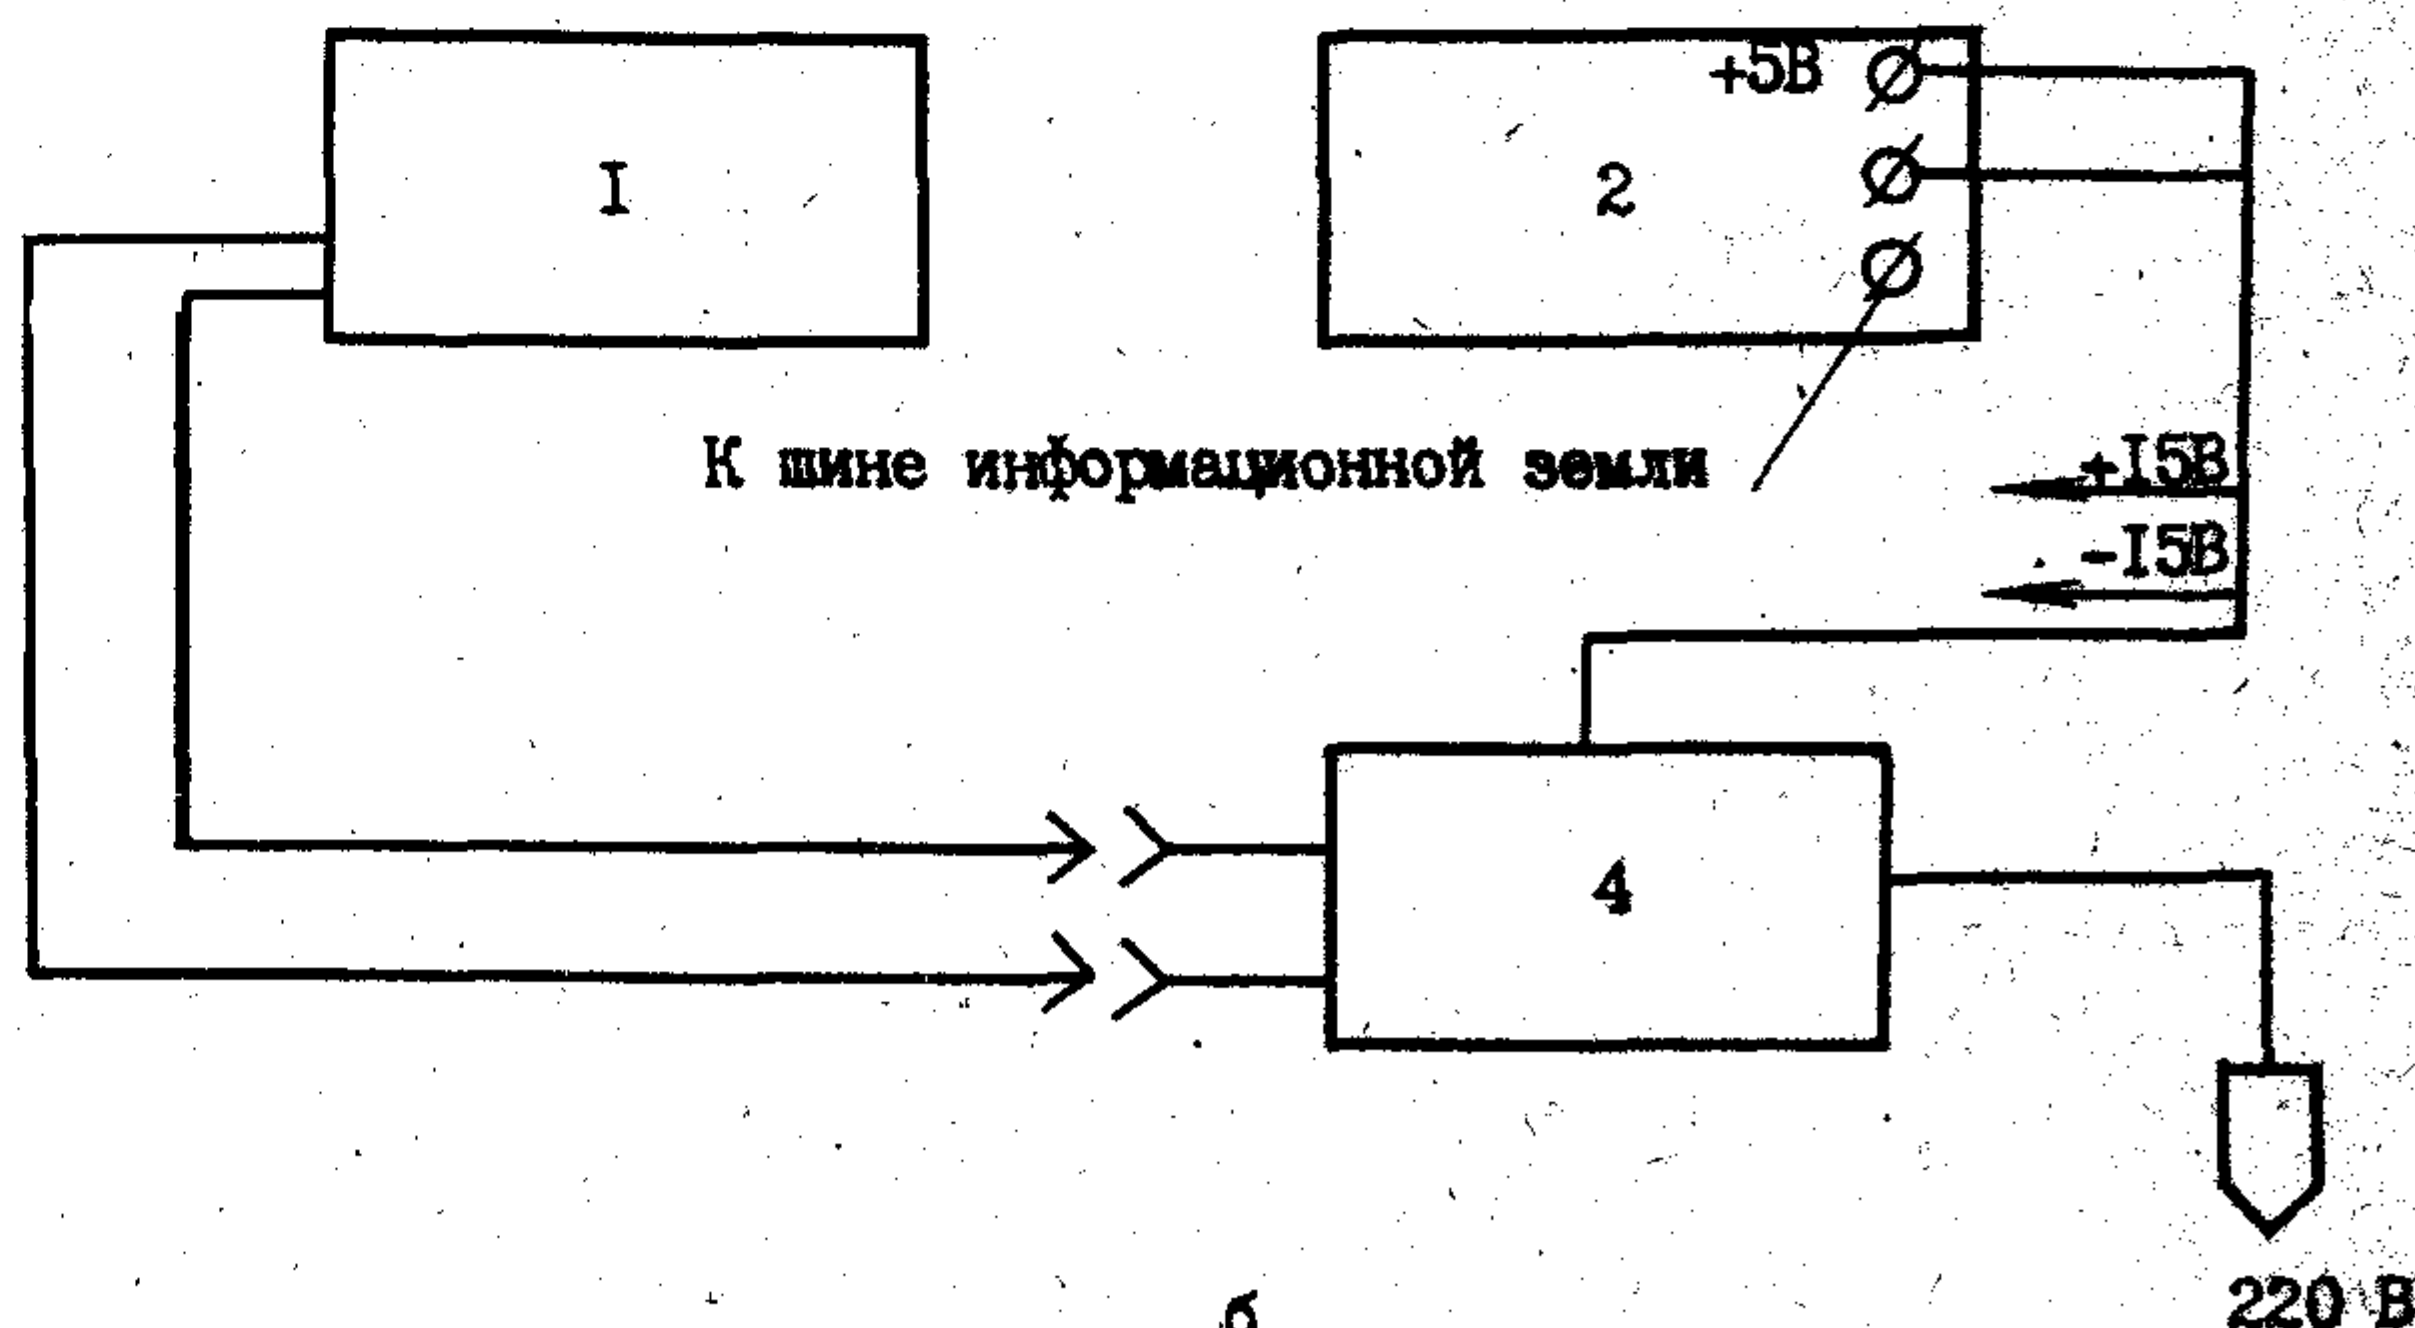 I
+5В
2
К шине информационной земли
+I5В
-I5В
4
220 В
б